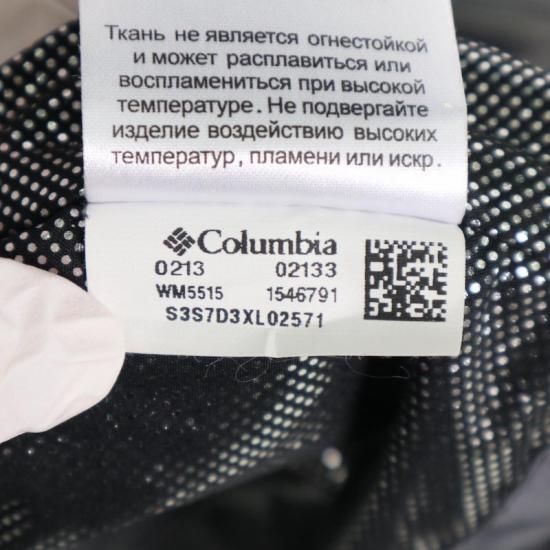 Ткань не является огнестойкой
и может расплавиться или
воспламениться при высокой
температуре. Не подвергайте
изделие воздействию высоких
температур, пламени или искр.
Columbia
0213 02133
WM5515 1546791
S3S7D3XL02571